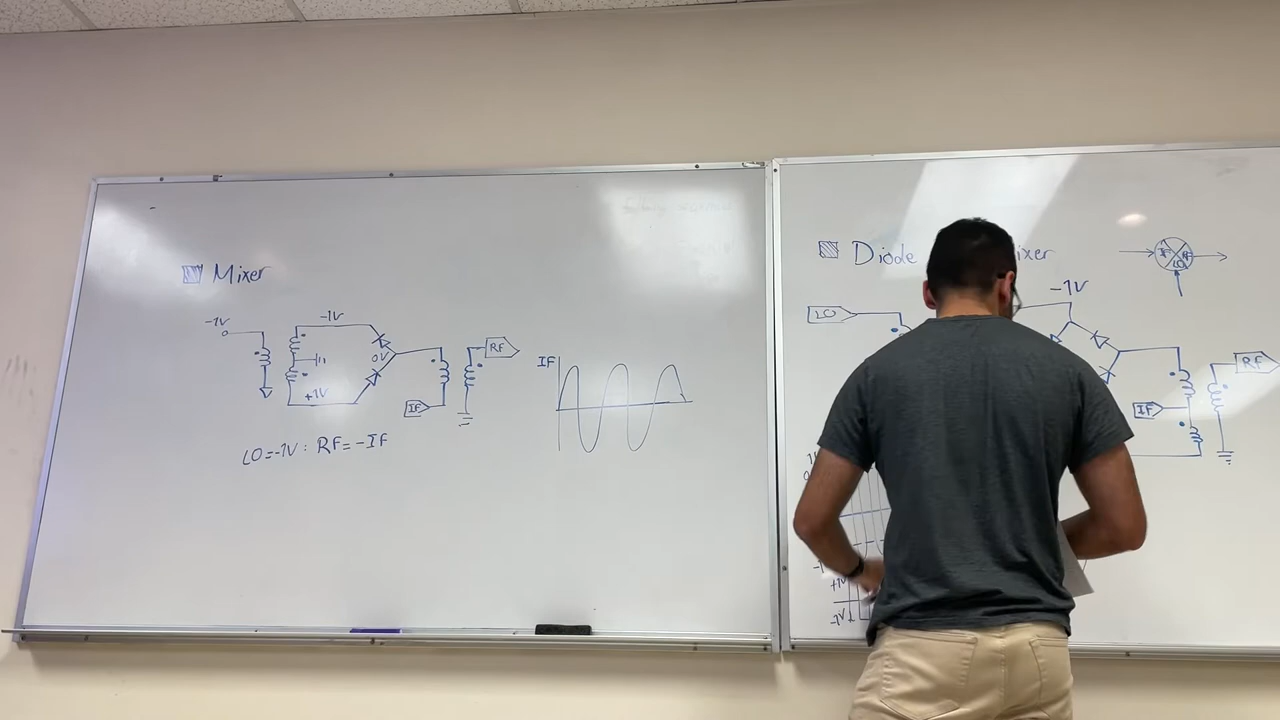 Mixer
-1V
-1V
0V
+1V
RF
IF
LO=-1V : RF=-IF
IF
Diode
ixer
IF
RF
LO
-1V
LO
RF
IF
+1V
-1V